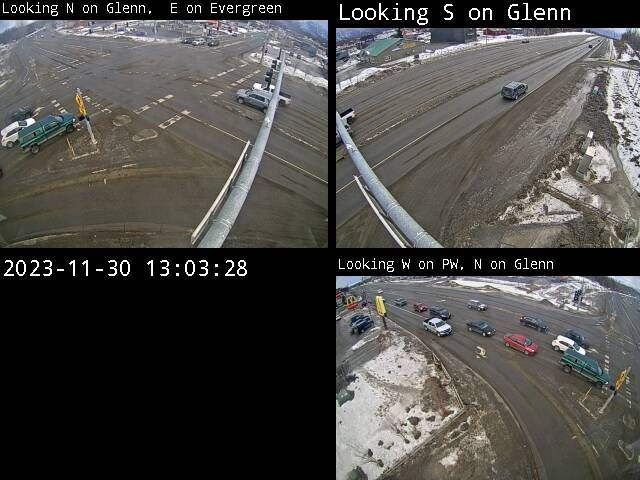 Looking N on Glenn, E on Evergreen
Looking S on Glenn
2023-11-30 13:03:28
Looking W on PW, N on Glenn